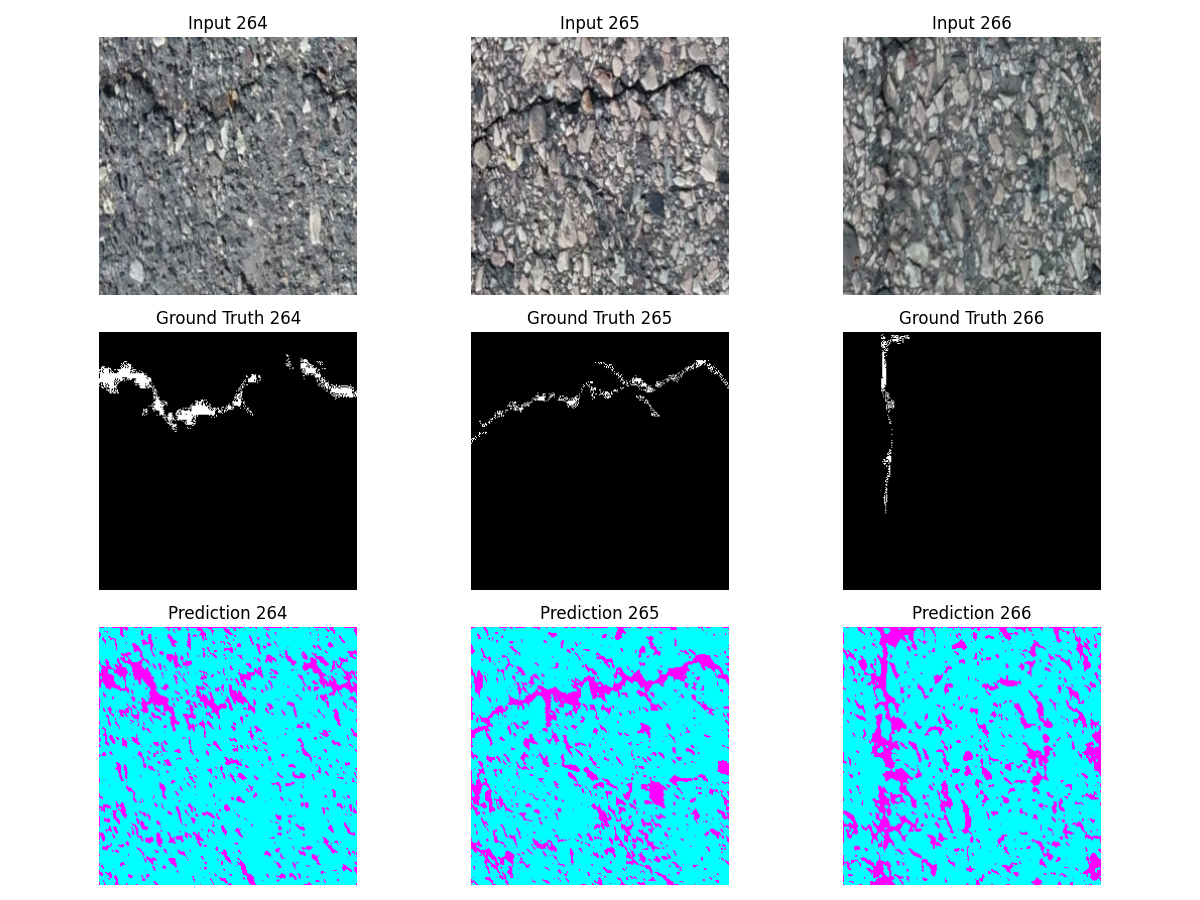 Input 264
Input 265
Input 266
Ground Truth 264
Ground Truth 265
Ground Truth 266
Prediction 264
Prediction 265
Prediction 266